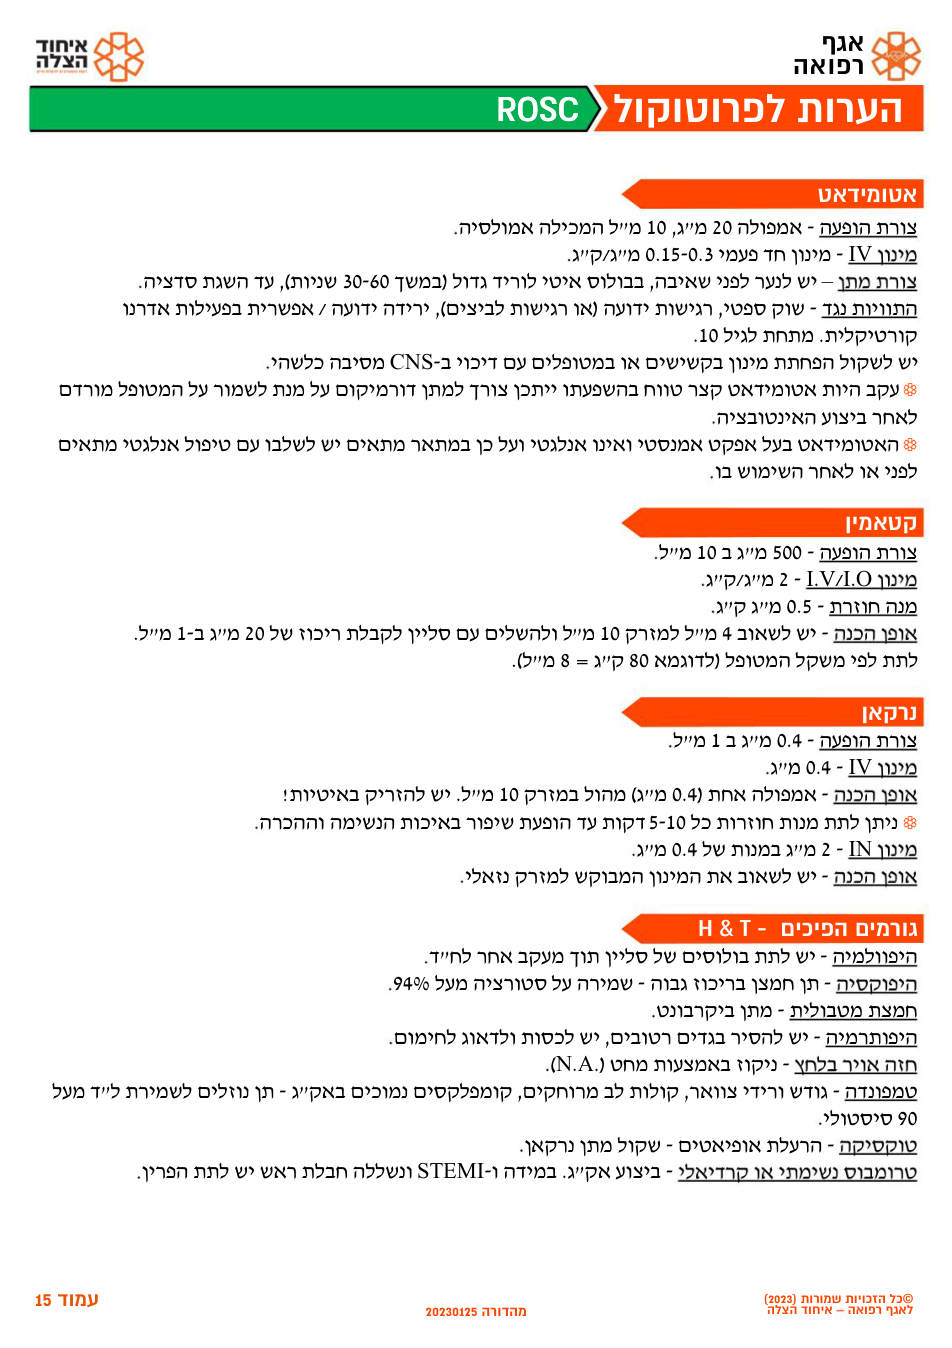 אגף
רפואה
איחוד
הצלה
הערות לפרוטוקול
ROSC
אטומידאט
צורת הופעה - אמפולה 20 מ״ג, 10 מ״ל המכילה אמולסיה.
מינון IV - מינון חד פעמי 0.15-0.3 מ״ג/ק״ג.
צורת מתן – יש לנער לפני שאיבה, בבולוס איטי לוריד גדול (במשך 30-60 שניות), עד השגת סדציה.
התוויות נגד - שוק ספטי, רגישות ידועה (או רגישות לביצים), ירידה ידועה / אפשרית בפעילות אדרנו
קורטיקלית. מתחת לגיל 10.
יש לשקול הפחתת מינון בקשישים או במטופלים עם דיכוי ב-CNS מסיבה כלשהי.
עקב היות אטומידאט קצר טווח בהשפעתו ייתכן צורך למתן דורמיקום על מנת לשמור על המטופל מורדם
לאחר ביצוע האינטובציה.
האטומידאט בעל אפקט אמנסטי ואינו אנלגטי ועל כן במתאר מתאים יש לשלבו עם טיפול אנלגטי מתאים
לפני או לאחר השימוש בו.
קטאמין
צורת הופעה - 500 מ״ג ב 10 מ״ל.
מינון I.V/I.O - 2 מ״ג/ק״ג.
מנה חוזרת - 0.5 מ״ג ק״ג.
אופן הכנה - יש לשאוב 4 מ״ל למזרק 10 מ״ל ולהשלים עם סליין לקבלת ריכוז של 20 מ״ג ב-1 מ״ל.
לתת לפי משקל המטופל (לדוגמא 80 ק״ג = 8 מ״ל).
נרקאן
צורת הופעה - 0.4 מ״ג ב 1 מ״ל.
מינון IV - 0.4 מ״ג.
אופן הכנה - אמפולה אחת (0.4 מ״ג) מהול במזרק 10 מ״ל. יש להזריק באיטיות!
ניתן לתת מנות חוזרות כל 5-10 דקות עד הופעת שיפור באיכות הנשימה וההכרה.
מינון IN - 2 מ״ג במנות של 0.4 מ״ג.
אופן הכנה - יש לשאוב את המינון המבוקש למזרק נזאלי.
גורמים הפיכים - H & T
היפוולמיה - יש לתת בולוסים של סליין תוך מעקב אחר לח״ד.
היפוקסיה - תן חמצן בריכוז גבוה - שמירה על סטורציה מעל 94%.
חמצת מטבולית - מתן ביקרבונט.
היפותרמיה - יש להסיר בגדים רטובים, יש לכסות ולדאוג לחימום.
חזה אויר בלחץ - ניקוז באמצעות מחט (N.A.).
טמפונדה - גודש ורידי צוואר, קולות לב מרוחקים, קומפלקסים נמוכים באק״ג - תן נוזלים לשמירת ל״ד מעל
90 סיסטולי.
טוקסיקה - הרעלת אופיאטים - שקול מתן נרקאן.
טרומבוס נשימתי או קרדיאלי - ביצוע אק״ג. במידה ו-STEMI ונשללה חבלת ראש יש לתת הפרין.
©כל הזכויות שמורות (2023)
לאגף רפואה – איחוד הצלה
מהדורה 20230125
עמוד 15